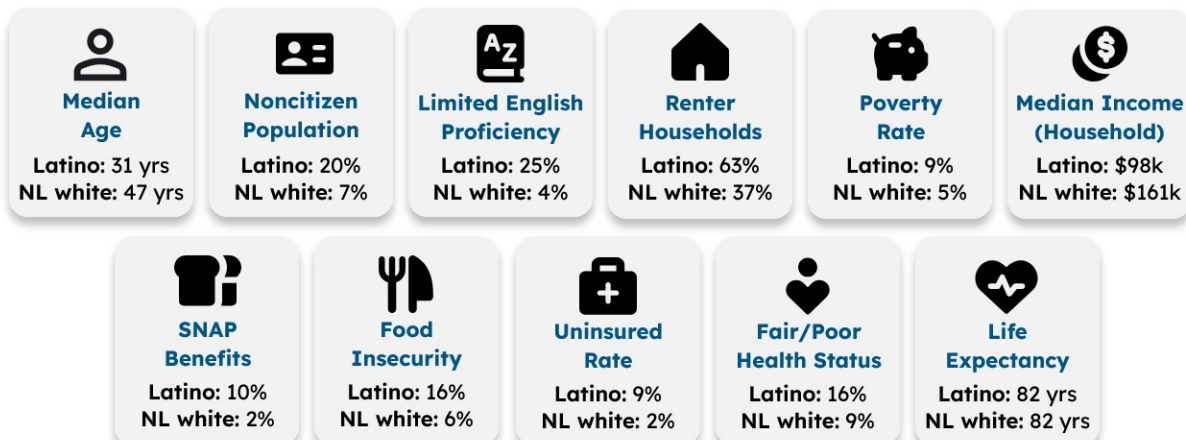 AZ
Median
Age
Latino: 31 yrs
NL white: 47 yrs
Noncitizen
Population
Latino: 20%
NL white: 7%
Limited English
Proficiency
Latino: 25%
NL white: 4%
Renter
Households
Latino: 63%
NL white: 37%
Poverty
Rate
Latino: 9%
NL white: 5%
$
Median Income
(Household)
Latino: $98k
NL white: $161k
SNAP
Benefits
Latino: 10%
NL white: 2%
Food
Insecurity
Latino: 16%
NL white: 6%
Uninsured
Rate
Latino: 9%
NL white: 2%
Fair/Poor
Health Status
Latino: 16%
NL white: 9%
Life
Expectancy
Latino: 82 yrs
NL white: 82 yrs